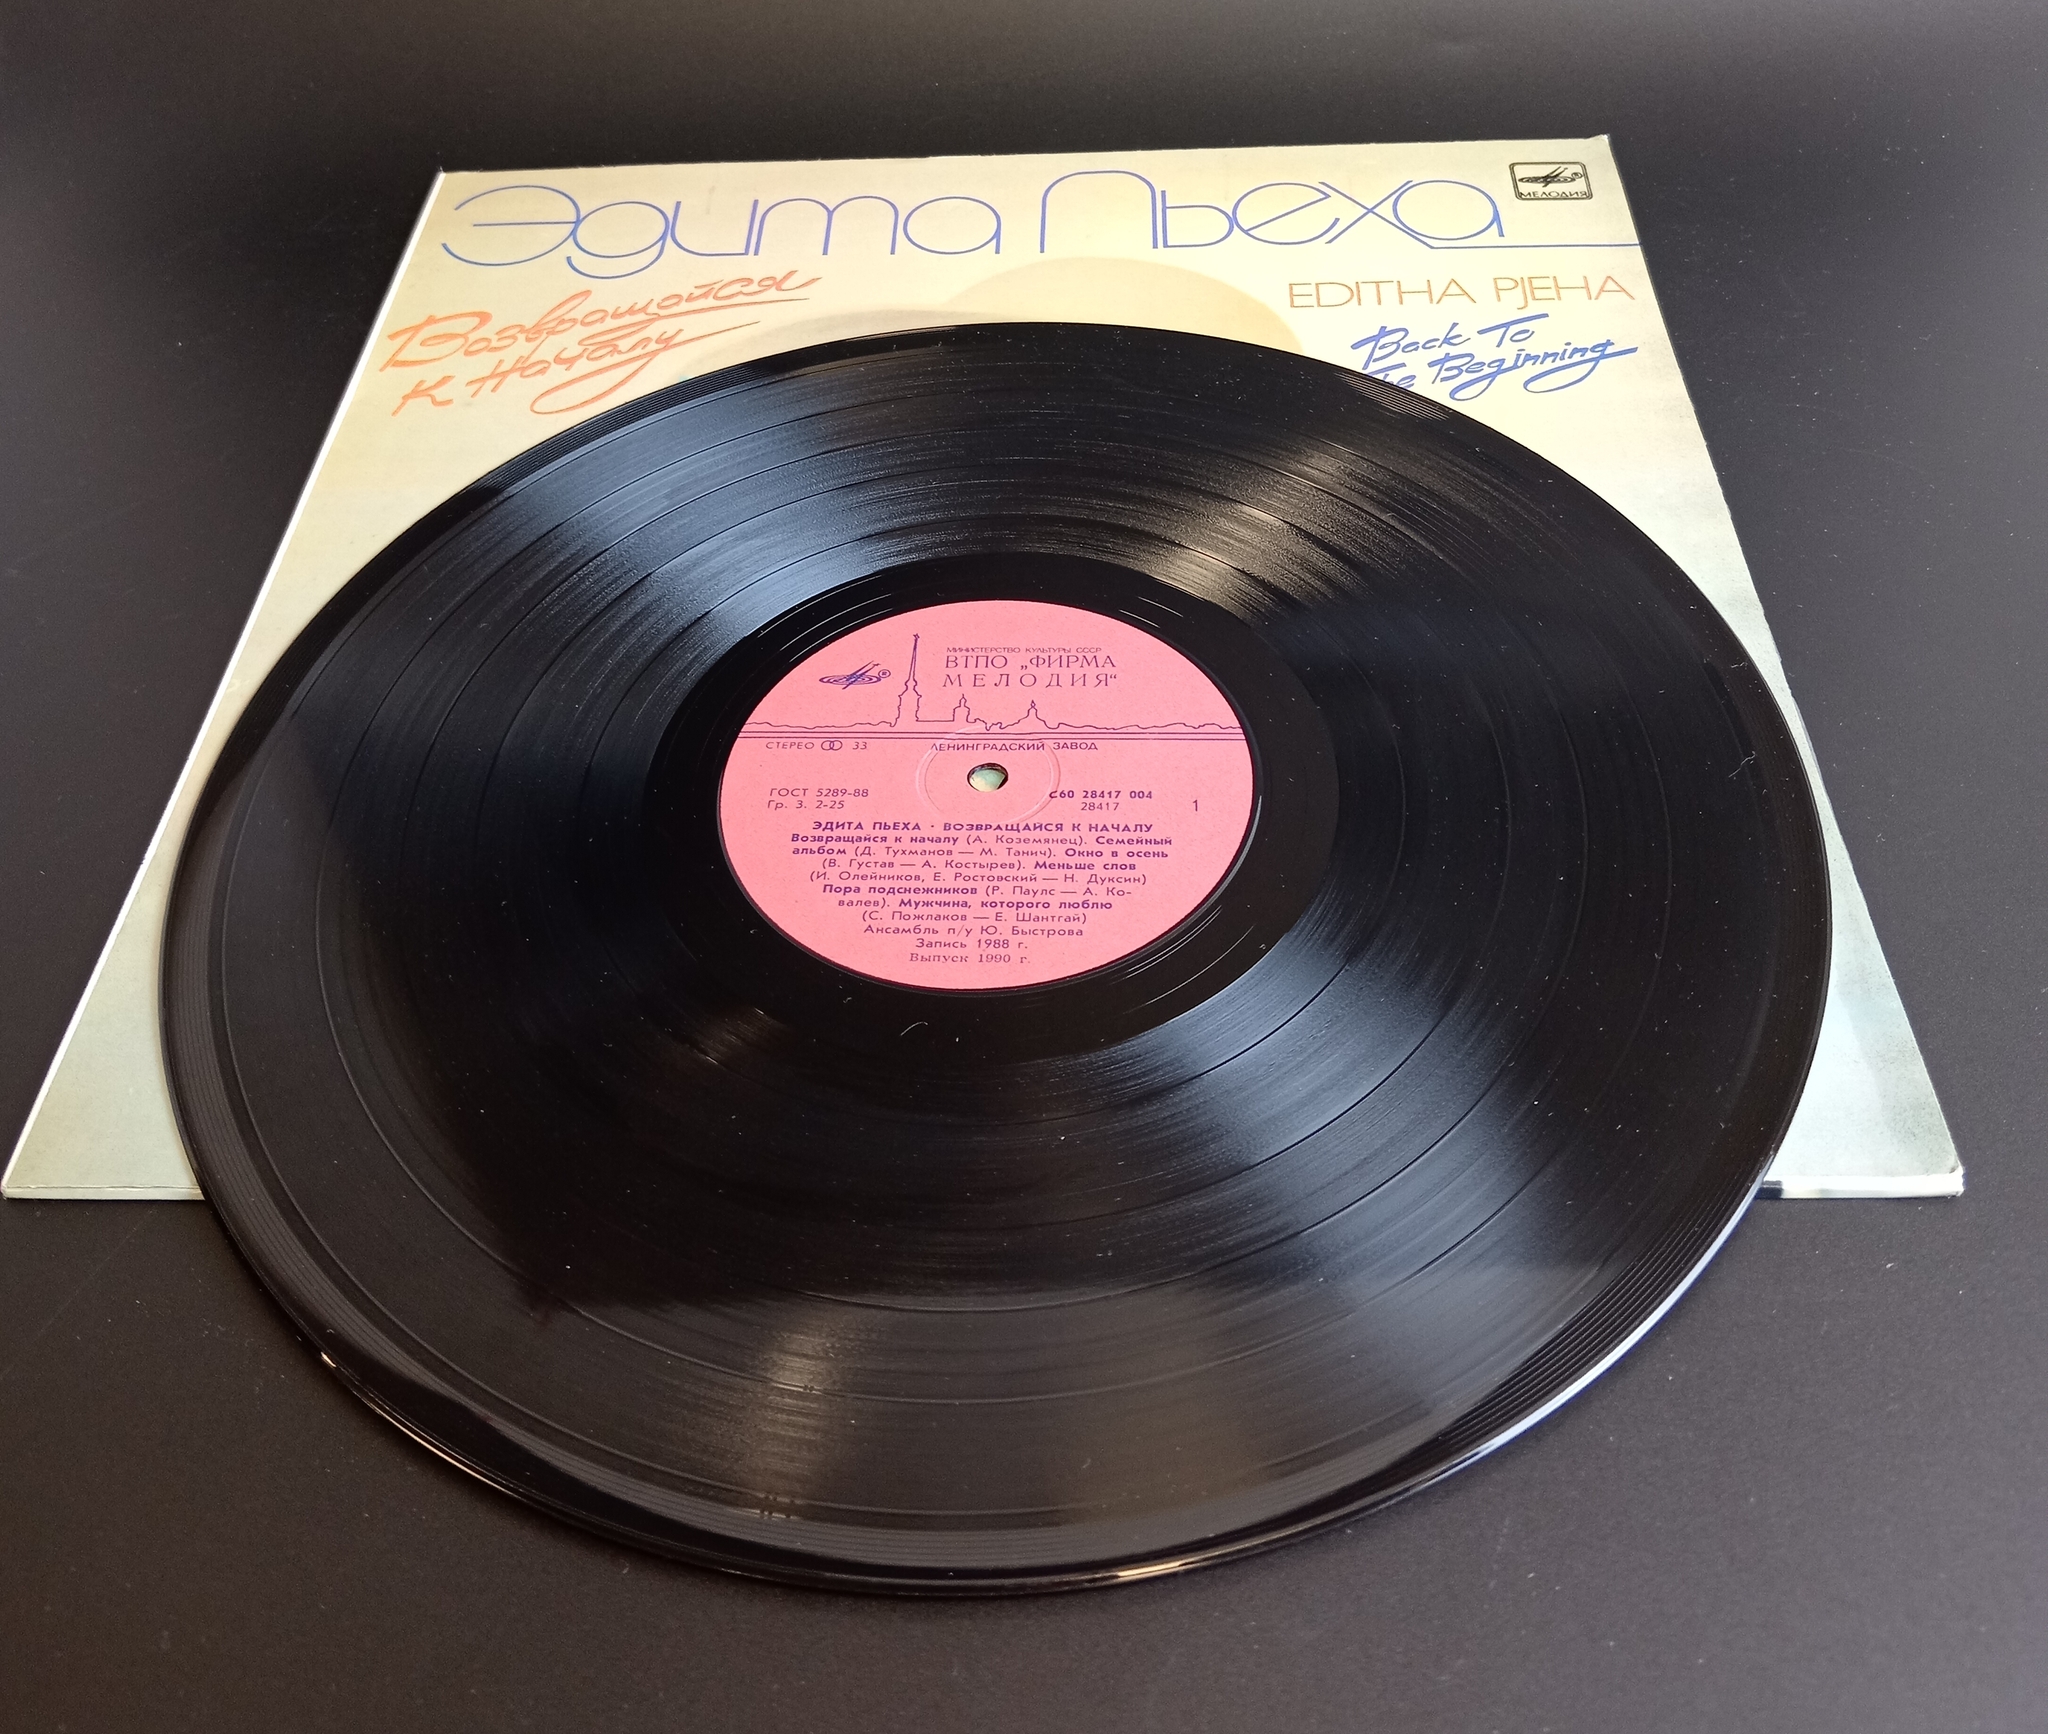 Эдита Пьеха
МЕЛОДИЯ
Возвращайся
к началу
EDITHA PJEHA
Back To
Beginning
МИНИСТЕРСТВО КУЛЬТУРЫ СССР
ВТПО „ФИРМА
МЕЛОДИЯ“
СТЕРЕО 33
ЛЕНИНГРАДСКИЙ ЗАВОД
ГОСТ 5289-88
Гр. 3. 2-25
С60 28417 004
28417
1
ЭДИТА ПЬЕХА · ВОЗВРАЩАЙСЯ К НАЧАЛУ
Возвращайся к началу (А. Коземянец). Семейный
альбом (Д. Тухманов — М. Танич). Окно в осень
(В. Густав — А. Костырев). Меньше слов
(И. Олейников, Е. Ростовский — Н. Дуксин)
Пора подснежников (Р. Паулс — А. Ко-
валев). Мужчина, которого люблю
(С. Пожлаков — Е. Шантгай)
Ансамбль п/у Ю. Быстрова
Запись 1988 г.
Выпуск 1990 г.